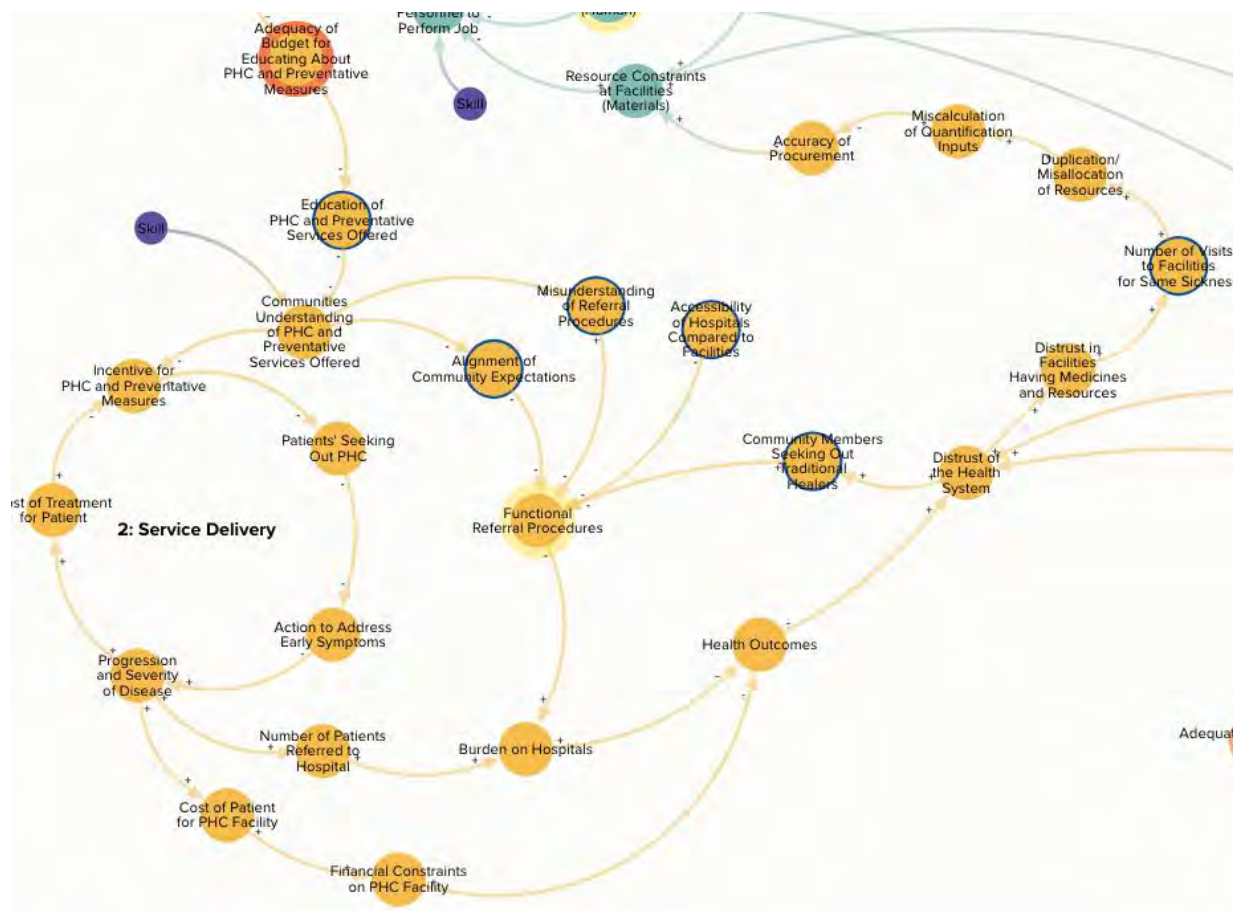 Personnel to
Perform Job
(Human)
Adequacy of
Budget for
Educating About
PHC and Preventative
Measures
Resource Constraints
at Facilities
(Materials)
Skill
Miscalculation
of Quantification
Inputs
Accuracy of
Procurement
Duplication/
Misallocation
of Resources
Education of
PHC and Preventative
Services Offered
Skill
Number of Visits
to Facilities
for Same Sickness
Communities
Understanding
of PHC and
Preventative
Services Offered
Misunderstanding
of Referral
Procedures
Accessibility
of Hospitals
Compared to
Facilities
Alignment of
Community Expectations
Distrust in
Facilities
Having Medicines
and Resources
Incentive for
PHC and Preventative
Measures
Patients' Seeking
Out PHC
Community Members
Seeking Out
Traditional
Healers
Distrust of
the Health
System
st of Treatment
for Patient
2: Service Delivery
Functional
Referral Procedures
Action to Address
Early Symptoms
Health Outcomes
Progression
and Severity
of Disease
Number of Patients
Referred to
Hospital
Burden on Hospitals
Adequat
Cost of Patient
for PHC Facility
Financial Constraints
on PHC Facility